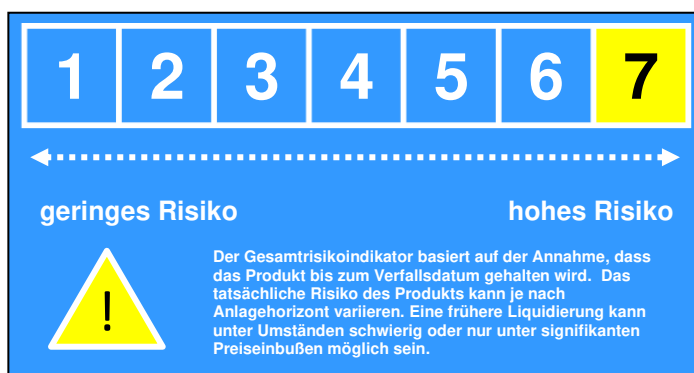 1 2 3 4 5 6 7
geringes Risiko hohes Risiko
!
Der Gesamtrisikoindikator basiert auf der Annahme, dass
das Produkt bis zum Verfallsdatum gehalten wird. Das
tatsächliche Risiko des Produkts kann je nach
Anlagehorizont variieren. Eine frühere Liquidierung kann
unter Umständen schwierig oder nur unter signifikanten
Preiseinbußen möglich sein.